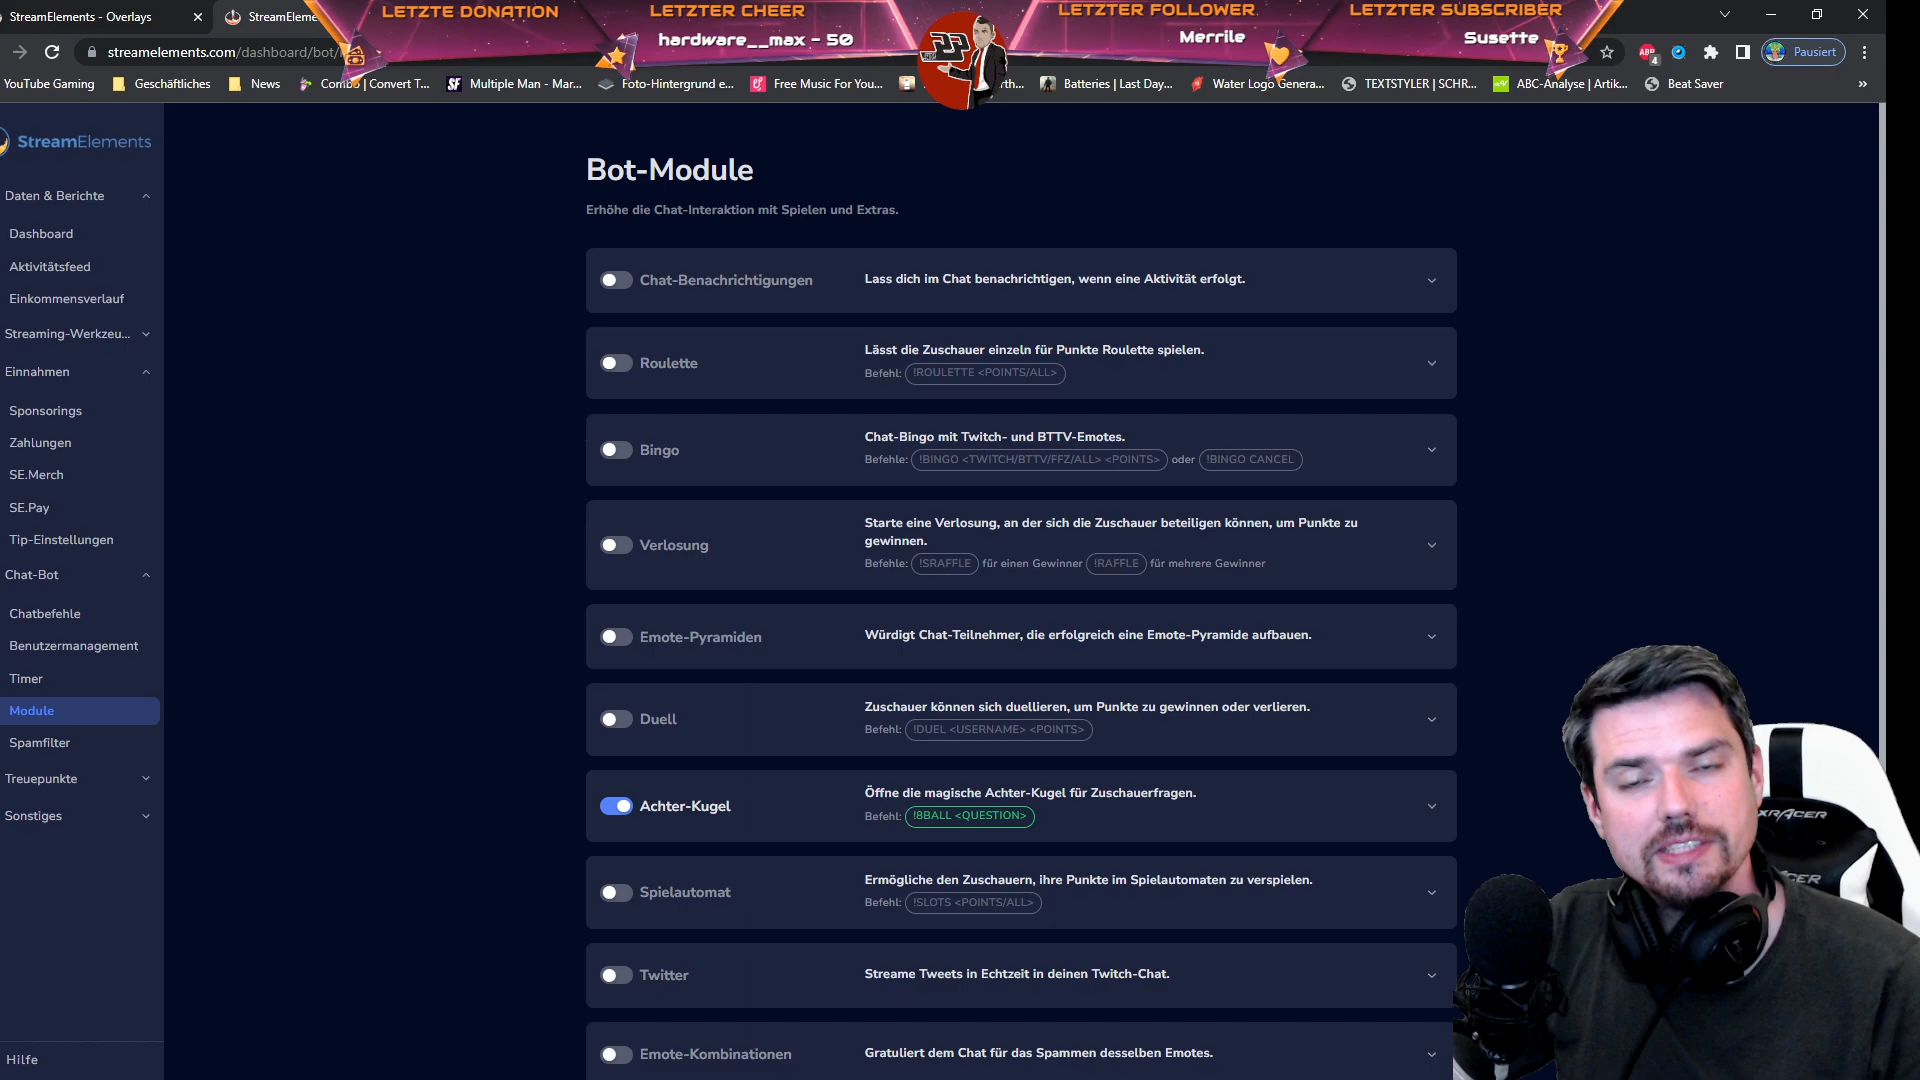 StreamElements - Overlays
StreamEleme
LETZTE DONATION
LETZTER CHEER
hardware__max - 50
LETZTER FOLLOWER
Merrile
LETZTER SUBSCRIBER
Susette
streamelements.com/dashboard/bot/
4
Pausiert
YouTube Gaming
Geschäftliches
News
Combo | Convert T...
Multiple Man - Mar...
Foto-Hintergrund e...
Free Music For You...
rth...
Batteries | Last Day...
Water Logo Genera...
TEXTSTYLER | SCHR...
ABC-Analyse | Artik...
Beat Saver
»
StreamElements
Daten & Berichte
Dashboard
Aktivitätsfeed
Einkommensverlauf
Streaming-Werkzeu...
Einnahmen
Sponsorings
Zahlungen
SE.Merch
SE.Pay
Tip-Einstellungen
Chat-Bot
Chatbefehle
Benutzermanagement
Timer
Module
Spamfilter
Treuepunkte
Sonstiges
Hilfe
Bot-Module
Erhöhe die Chat-Interaktion mit Spielen und Extras.
Chat-Benachrichtigungen
Lass dich im Chat benachrichtigen, wenn eine Aktivität erfolgt.
Roulette
Lässt die Zuschauer einzeln für Punkte Roulette spielen.
Befehl: !ROULETTE <POINTS/ALL>
Bingo
Chat-Bingo mit Twitch- und BTTV-Emotes.
Befehle: !BINGO <TWITCH/BTTV/FFZ/ALL> <POINTS> oder !BINGO CANCEL
Verlosung
Starte eine Verlosung, an der sich die Zuschauer beteiligen können, um Punkte zu
gewinnen.
Befehle: !SRAFFLE für einen Gewinner !RAFFLE für mehrere Gewinner
Emote-Pyramiden
Würdigt Chat-Teilnehmer, die erfolgreich eine Emote-Pyramide aufbauen.
Duell
Zuschauer können sich duellieren, um Punkte zu gewinnen oder verlieren.
Befehl: !DUEL <USERNAME> <POINTS>
Achter-Kugel
Öffne die magische Achter-Kugel für Zuschauerfragen.
Befehl: !8BALL <QUESTION>
Spielautomat
Ermögliche den Zuschauern, ihre Punkte im Spielautomaten zu verspielen.
Befehl: !SLOTS <POINTS/ALL>
Twitter
Streame Tweets in Echtzeit in deinen Twitch-Chat.
Emote-Kombinationen
Gratuliert dem Chat für das Spammen desselben Emotes.